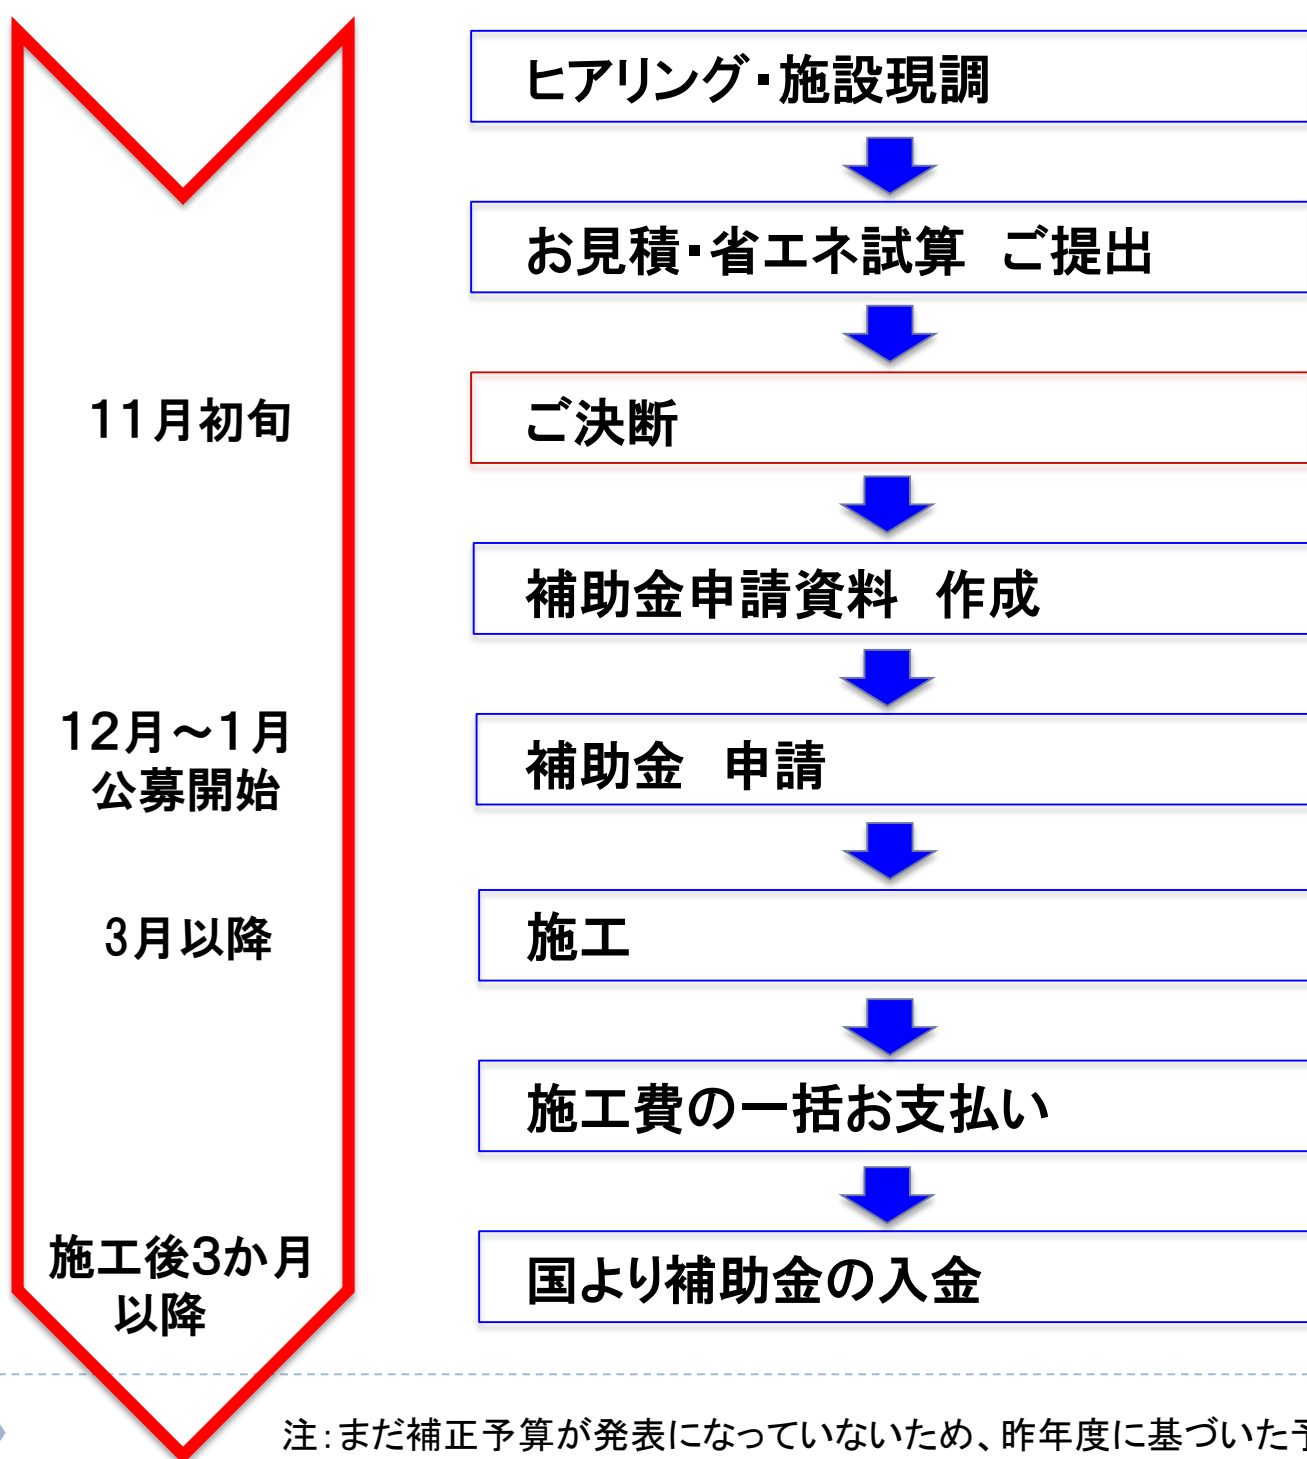 ヒアリング・施設現調
お見積・省エネ試算　ご提出
11月初旬
ご決断
補助金申請資料　作成
12月～1月
公募開始
補助金　申請
3月以降
施工
施工費の一括お支払い
施工後3か月
以降
国より補助金の入金
注：まだ補正予算が発表になっていないため、昨年度に基づいた